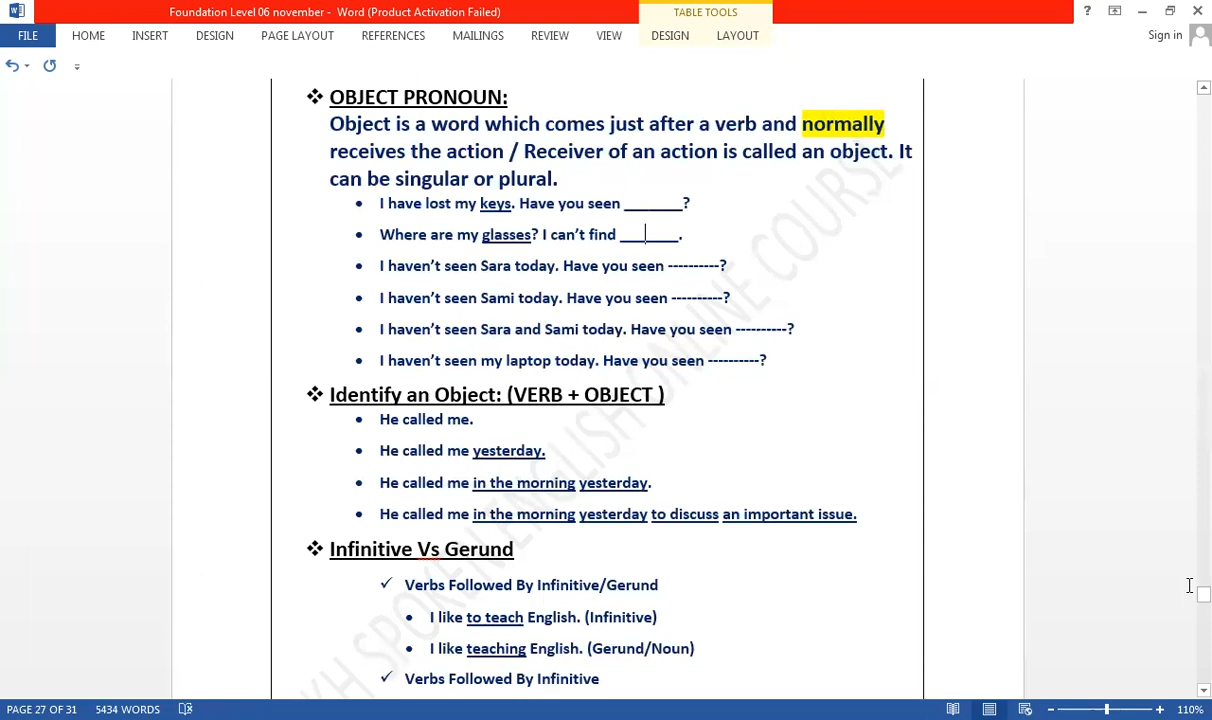 Foundation Level 06 november - Word (Product Activation Failed)
TABLE TOOLS
?
FILE HOME INSERT DESIGN PAGE LAYOUT REFERENCES MAILINGS REVIEW VIEW DESIGN LAYOUT Sign in
❖ OBJECT PRONOUN:
Object is a word which comes just after a verb and normally
receives the action / Receiver of an action is called an object. It
can be singular or plural.
• I have lost my keys. Have you seen _______?
• Where are my glasses? I can't find _______.
• I haven't seen Sara today. Have you seen ----------?
• I haven't seen Sami today. Have you seen ----------?
• I haven't seen Sara and Sami today. Have you seen ----------?
• I haven't seen my laptop today. Have you seen ----------?
❖ Identify an Object: (VERB + OBJECT )
• He called me.
• He called me yesterday.
• He called me in the morning yesterday.
• He called me in the morning yesterday to discuss an important issue.
❖ Infinitive Vs Gerund
✓ Verbs Followed By Infinitive/Gerund
• I like to teach English. (Infinitive)
• I like teaching English. (Gerund/Noun)
✓ Verbs Followed By Infinitive
KH SPOKEN ENGLISH ONLINE COURSE
PAGE 27 OF 31 5434 WORDS 110%